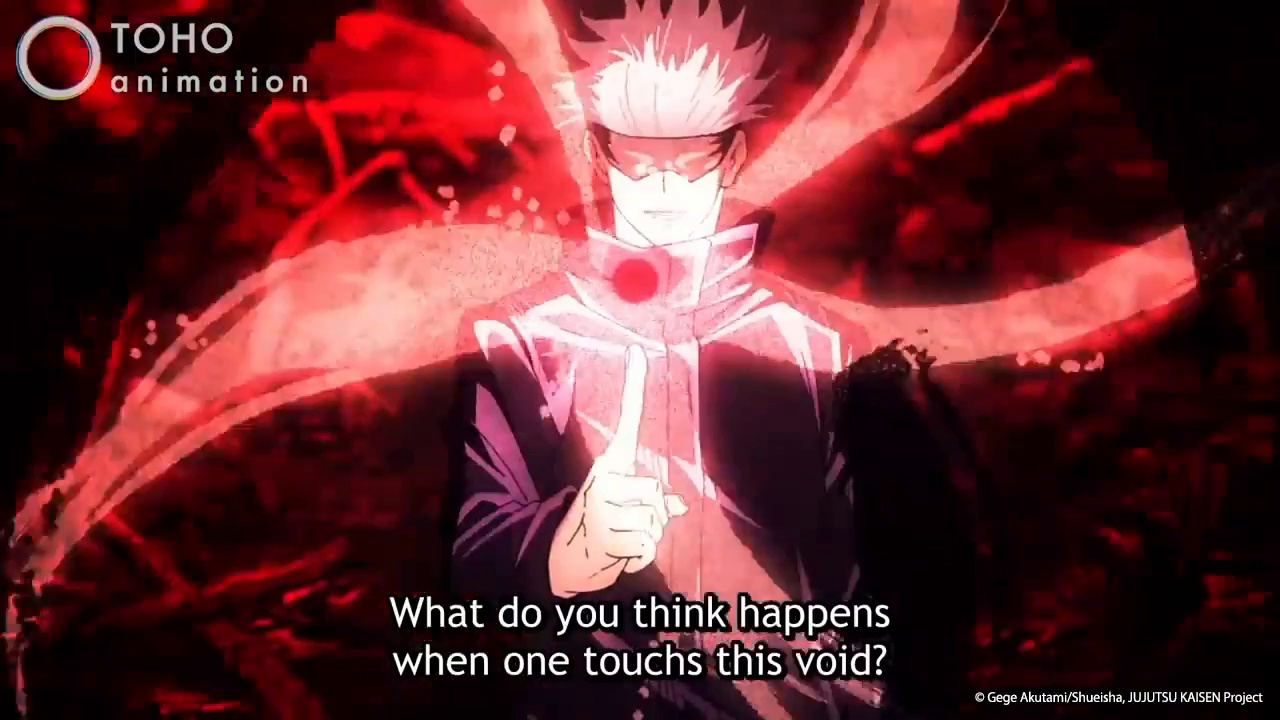 TOHO
animation
What do you think happens
when one touchs this void?
© Gege Akutami/Shueisha, JUJUTSU KAISEN Project